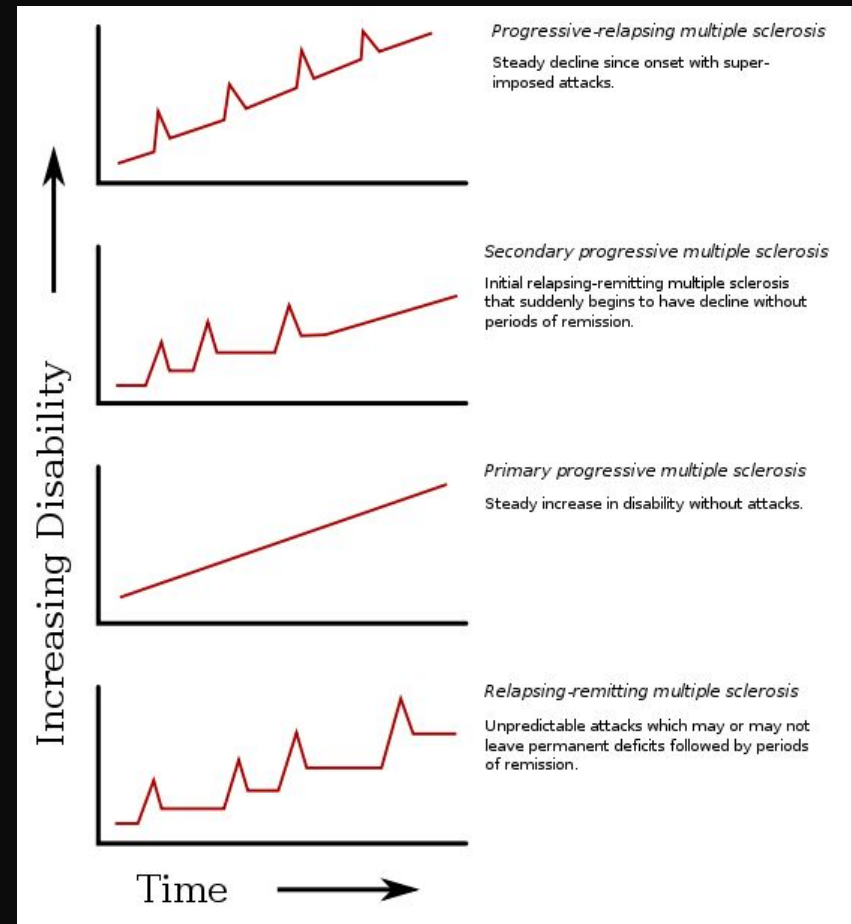 Progressive-relapsing multiple sclerosis
Steady decline since onset with super-
imposed attacks.
Secondary progressive multiple sclerosis
Initial relapsing-remitting multiple sclerosis
that suddenly begins to have decline without
periods of remission.
Primary progressive multiple sclerosis
Steady increase in disability without attacks.
Relapsing-remitting multiple sclerosis
Unpredictable attacks which may or may not
leave permanent deficits followed by periods
of remission.
Increasing Disability
Time